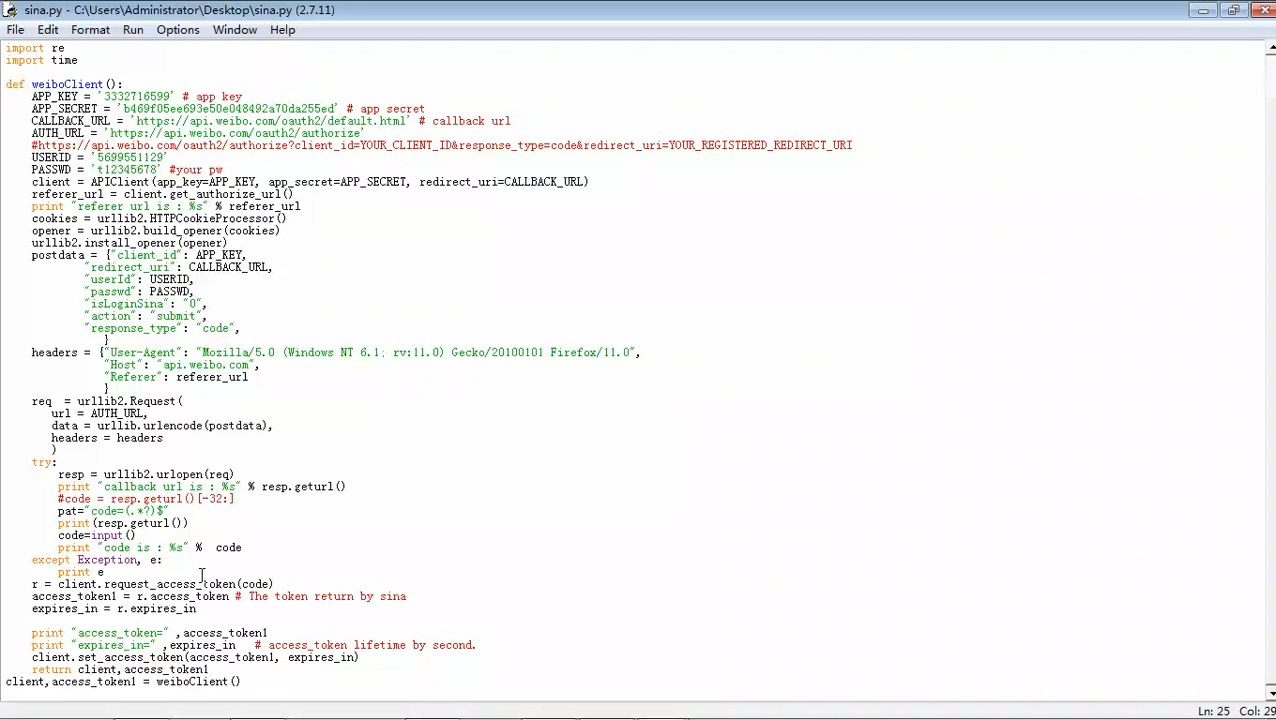 sina.py - C:\Users\Administrator\Desktop\sina.py (2.7.11)
File Edit Format Run Options Window Help
import re
import time
def weiboClient():
    APP_KEY = '3332716599' # app key
    APP_SECRET = 'b469f05ee693e50e048492a70da255ed' # app secret
    CALLBACK_URL = 'https://api.weibo.com/oauth2/default.html' # callback url
    AUTH_URL = 'https://api.weibo.com/oauth2/authorize'
    #https://api.weibo.com/oauth2/authorize?client_id=YOUR_CLIENT_ID&response_type=code&redirect_uri=YOUR_REGISTERED_REDIRECT_URI
    USERID = '5699551129'
    PASSWD = 't12345678' #your pw
    client = APIClient(app_key=APP_KEY, app_secret=APP_SECRET, redirect_uri=CALLBACK_URL)
    referer_url = client.get_authorize_url()
    print "referer url is : %s" % referer_url
    cookies = urllib2.HTTPCookieProcessor()
    opener = urllib2.build_opener(cookies)
    urllib2.install_opener(opener)
    postdata = {"client_id": APP_KEY,
            "redirect_uri": CALLBACK_URL,
            "userId": USERID,
            "passwd": PASSWD,
            "isLoginSina": "0",
            "action": "submit",
            "response_type": "code",
               }
    headers = {"User-Agent": "Mozilla/5.0 (Windows NT 6.1; rv:11.0) Gecko/20100101 Firefox/11.0",
               "Host": "api.weibo.com",
               "Referer": referer_url
               }
    req  = urllib2.Request(
       url = AUTH_URL,
       data = urllib.urlencode(postdata),
       headers = headers
       )
    try:
        resp = urllib2.urlopen(req)
        print "callback url is : %s" % resp.geturl()
        #code = resp.geturl()[-32:]
        pat="code=(.*?)$"
        print(resp.geturl())
        code=input()
        print "code is : %s" %  code
    except Exception, e:
        print e
    r = client.request_access_token(code)
    access_token1 = r.access_token # The token return by sina
    expires_in = r.expires_in
    print "access_token=" ,access_token1
    print "expires_in=" ,expires_in   # access_token lifetime by second.
    client.set_access_token(access_token1, expires_in)
    return client,access_token1
client,access_token1 = weiboClient()
Ln: 25 Col: 29